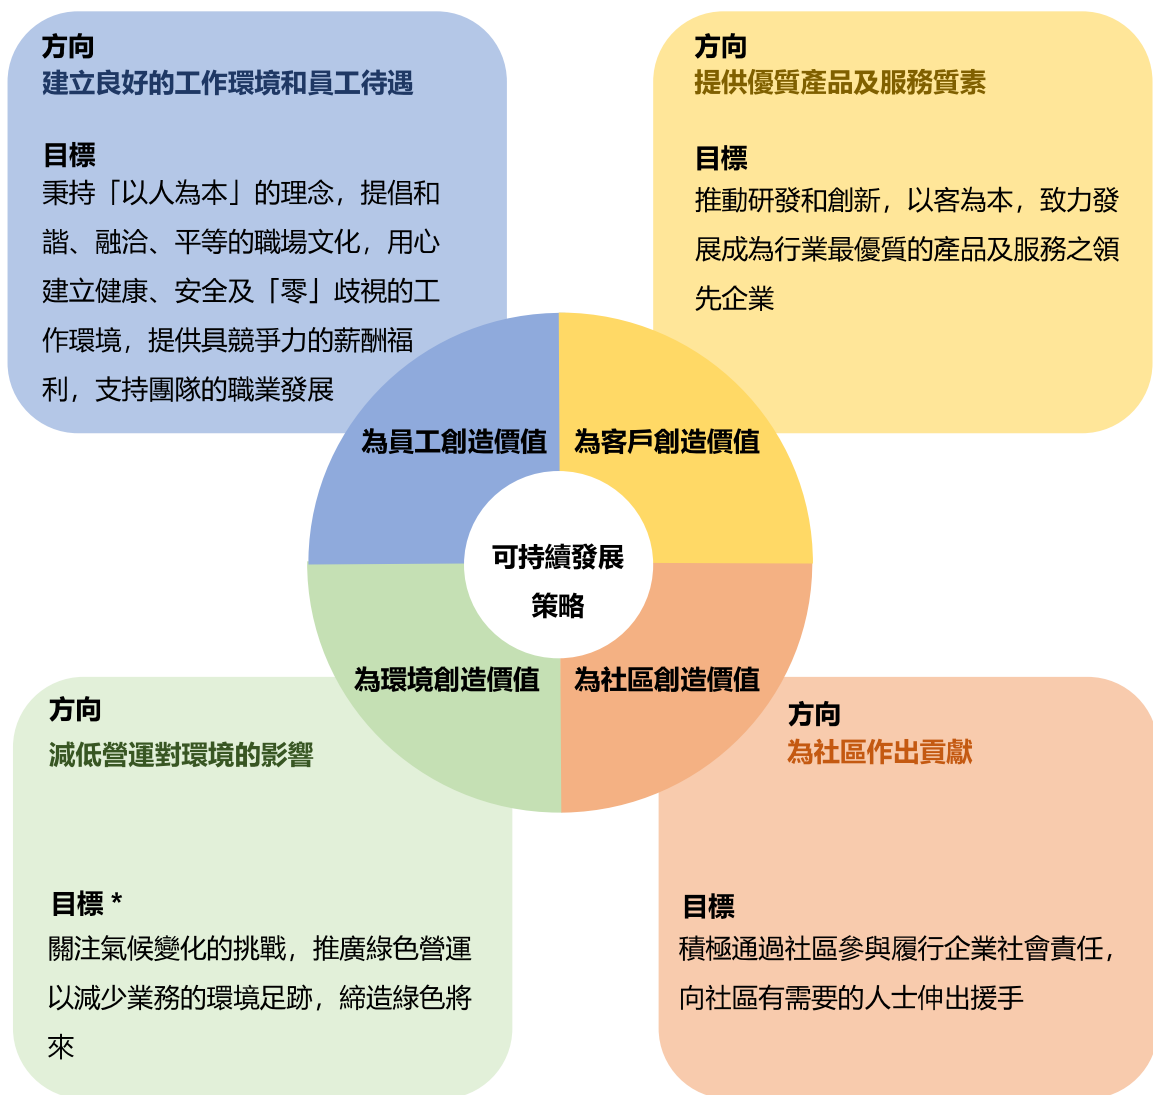 方向
建立良好的工作環境和員工待遇
目標
秉持「以人為本」的理念，提倡和
諧、融洽、平等的職場文化，用心
建立健康、安全及「零」歧視的工
作環境，提供具競爭力的薪酬福
利，支持團隊的職業發展
方向
提供優質產品及服務質素
目標
推動研發和創新，以客為本，致力發
展成為行業最優質的產品及服務之領
先企業
為員工創造價值
為客戶創造價值
可持續發展
策略
為環境創造價值
為社區創造價值
方向
減低營運對環境的影響
目標 *
關注氣候變化的挑戰，推廣綠色營運
以減少業務的環境足跡，締造綠色將
來
方向
為社區作出貢獻
目標
積極通過社區參與履行企業社會責任，
向社區有需要的人士伸出援手